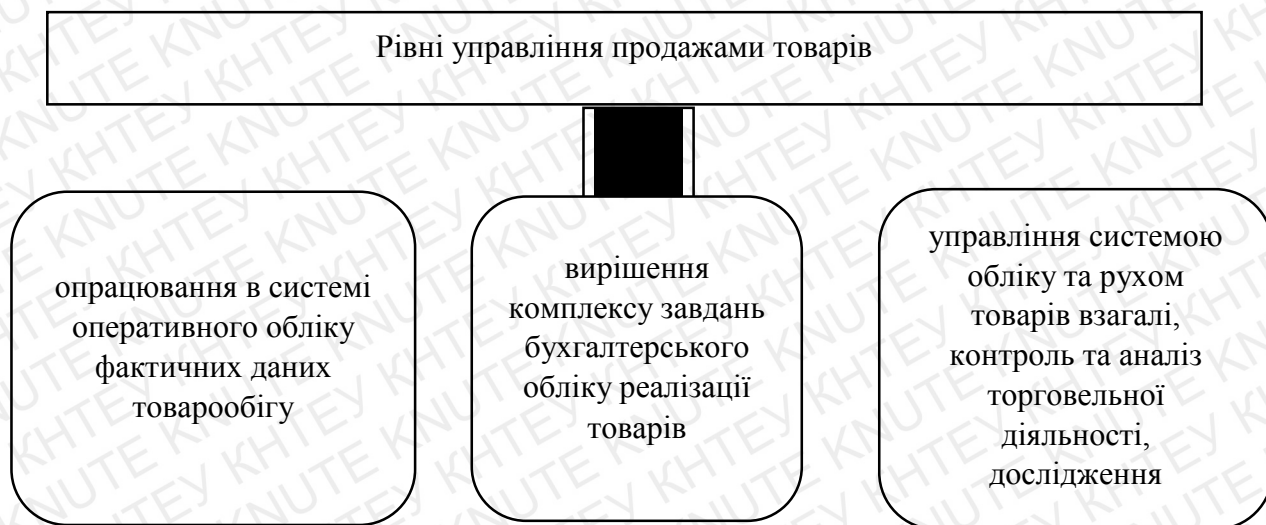 Рівні управління продажами товарів
опрацювання в системі
оперативного обліку
фактичних даних
товарообігу
вирішення
комплексу завдань
бухгалтерського
обліку реалізації
товарів
управління системою
обліку та рухом
товарів взагалі,
контроль та аналіз
торговельної
діяльності,
дослідження